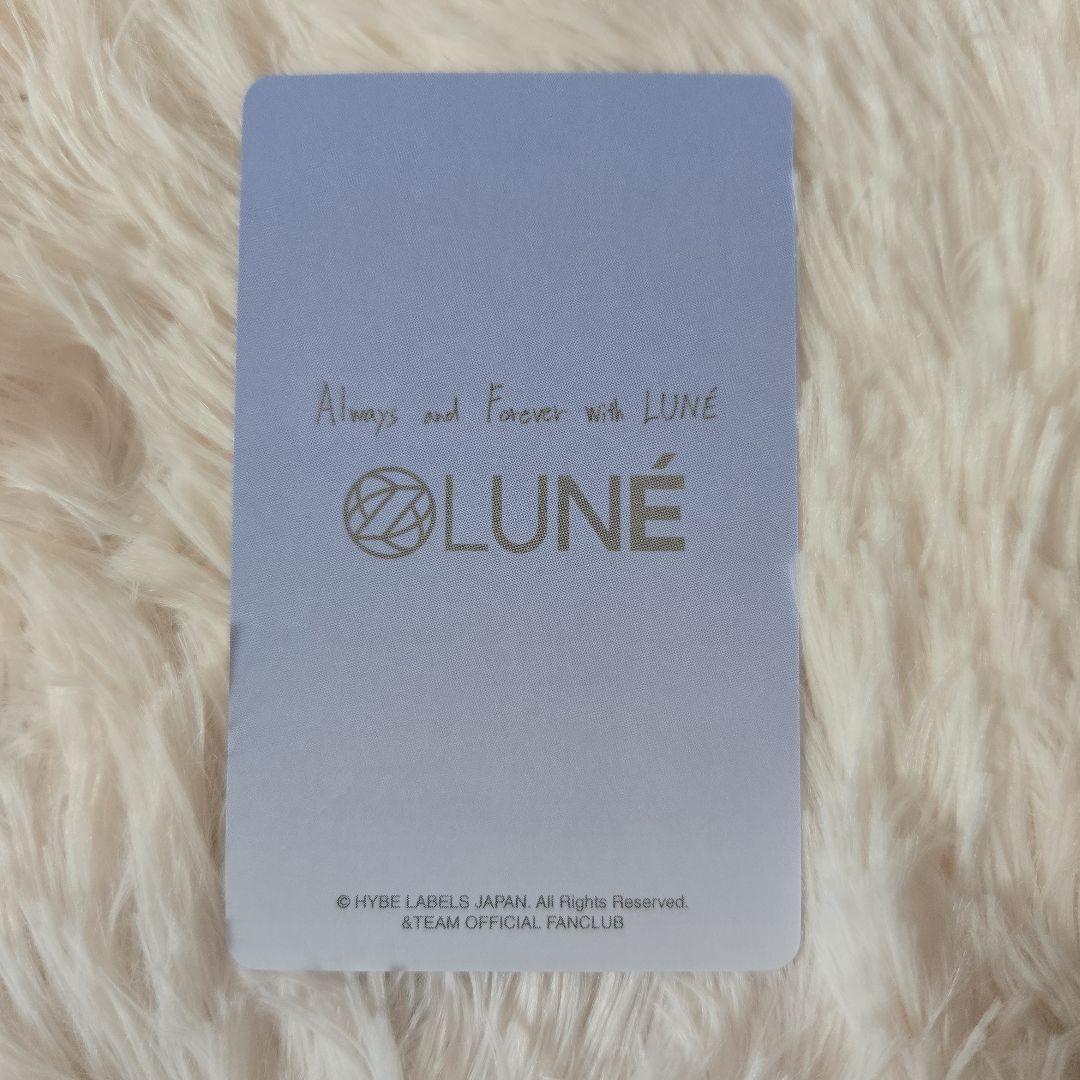 Always and Forever with LUNÉ
LUNÉ
© HYBE LABELS JAPAN. All Rights Reserved.
&TEAM OFFICIAL FANCLUB